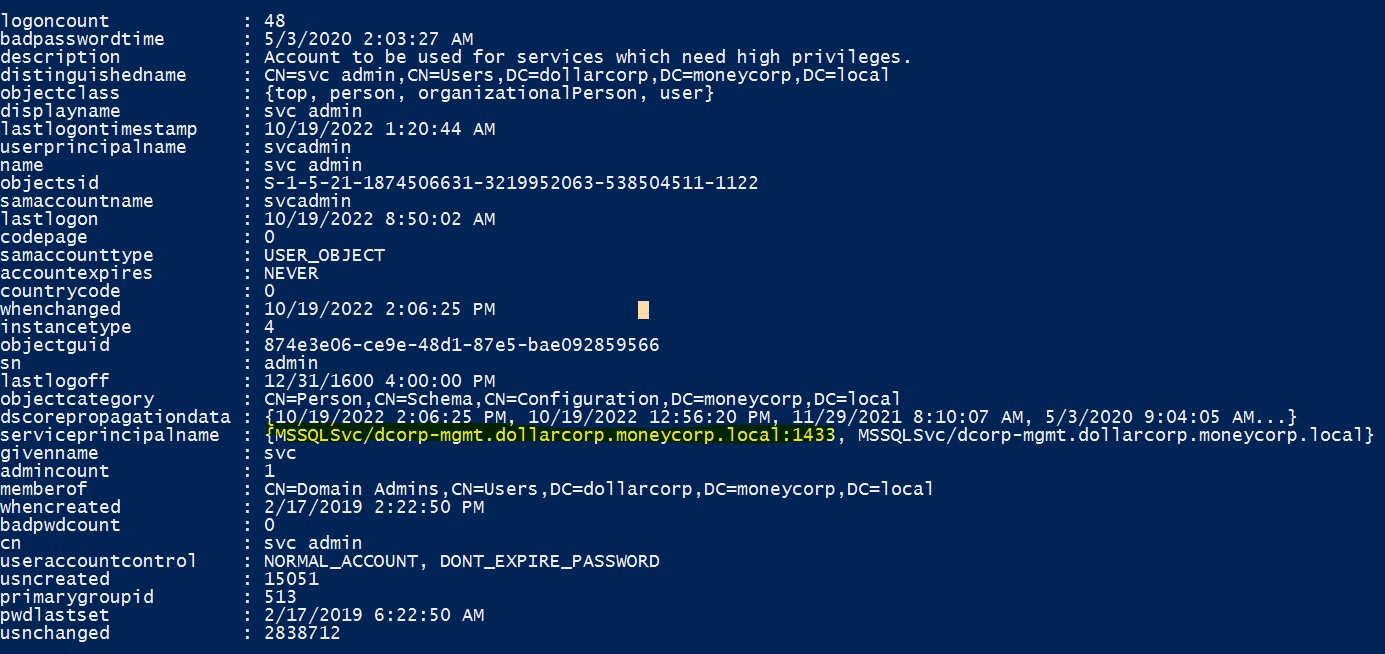 logoncount : 48
badpasswordtime : 5/3/2020 2:03:27 AM
description : Account to be used for services which need high privileges.
distinguishedname : CN=svc admin,CN=Users,DC=dollarcorp,DC=moneycorp,DC=local
objectclass : {top, person, organizationalPerson, user}
displayname : svc admin
lastlogontimestamp : 10/19/2022 1:20:44 AM
userprincipalname : svcadmin
name : svc admin
objectsid : S-1-5-21-1874506631-3219952063-538504511-1122
samaccountname : svcadmin
lastlogon : 10/19/2022 8:50:02 AM
codepage : 0
samaccounttype : USER_OBJECT
accountexpires : NEVER
countrycode : 0
whenchanged : 10/19/2022 2:06:25 PM
instancetype : 4
objectguid : 874e3e06-ce9e-48d1-87e5-bae092859566
sn : admin
lastlogoff : 12/31/1600 4:00:00 PM
objectcategory : CN=Person,CN=Schema,CN=Configuration,DC=moneycorp,DC=local
dscorepropagationdata : {10/19/2022 2:06:25 PM, 10/19/2022 12:56:20 PM, 11/29/2021 8:10:07 AM, 5/3/2020 9:04:05 AM...}
serviceprincipalname : {MSSQLSvc/dcorp-mgmt.dollarcorp.moneycorp.local:1433, MSSQLSvc/dcorp-mgmt.dollarcorp.moneycorp.local}
givenname : svc
admincount : 1
memberof : CN=Domain Admins,CN=Users,DC=dollarcorp,DC=moneycorp,DC=local
whencreated : 2/17/2019 2:22:50 PM
badpwdcount : 0
cn : svc admin
useraccountcontrol : NORMAL_ACCOUNT, DONT_EXPIRE_PASSWORD
usncreated : 15051
primarygroupid : 513
pwdlastset : 2/17/2019 6:22:50 AM
usnchanged : 2838712